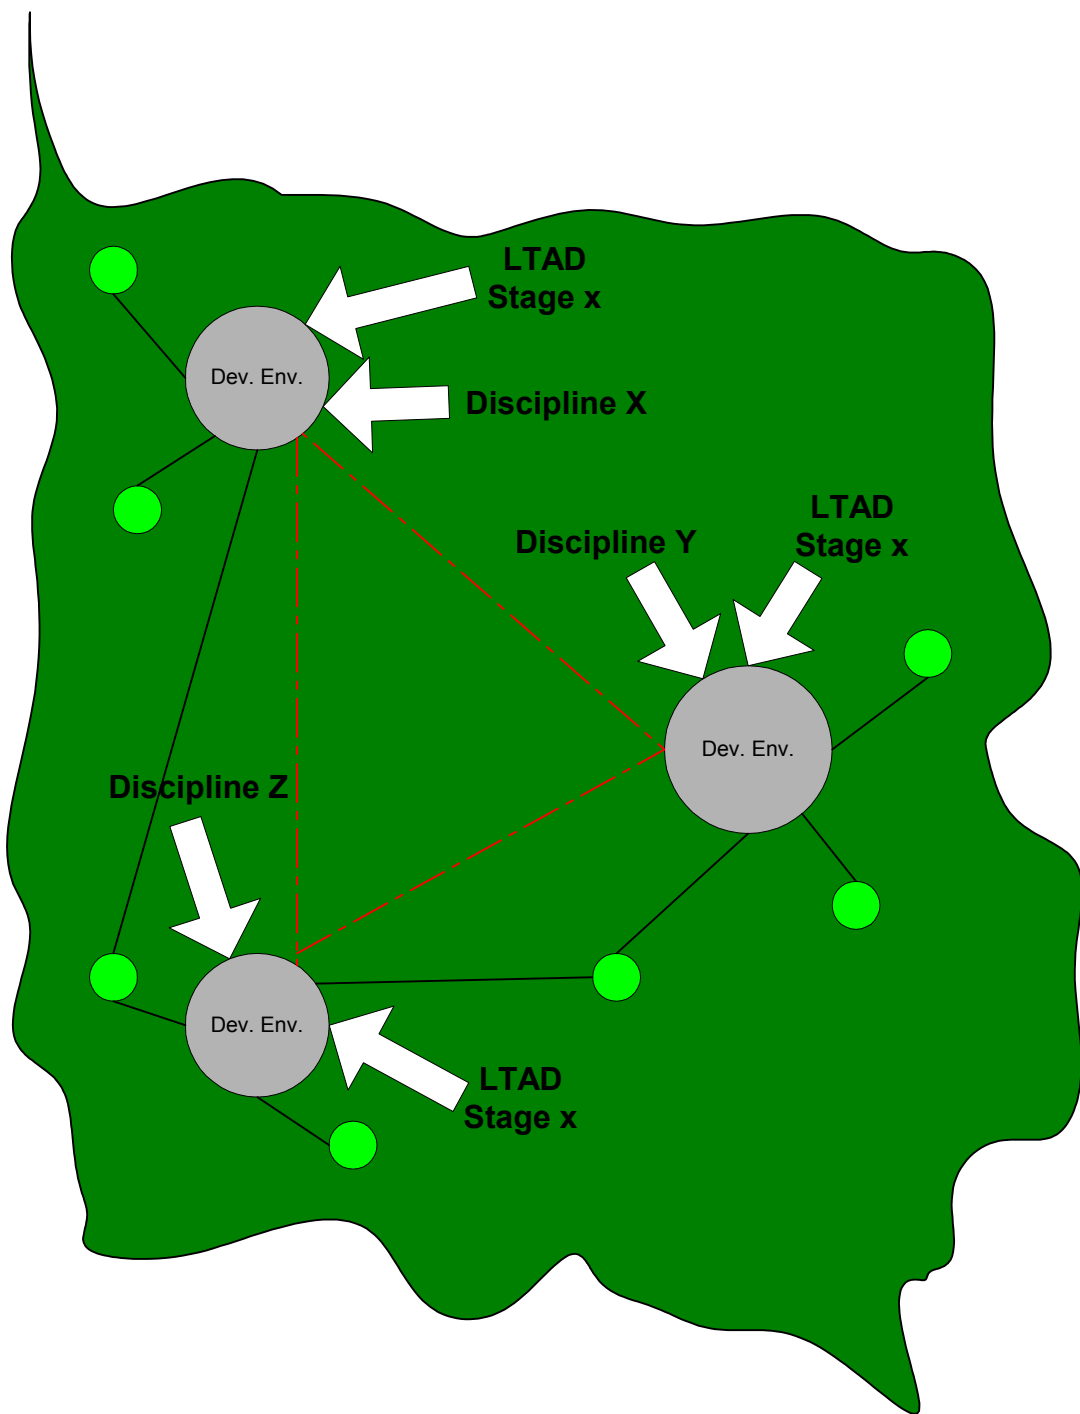 LTAD
Stage x
Dev. Env.
Discipline X
LTAD
Stage x
Discipline Y
Dev. Env.
Discipline Z
Dev. Env.
LTAD
Stage x